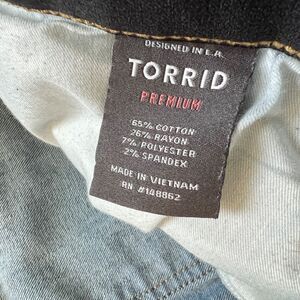 DESIGNED IN L.A.
TORRID
PREMIUM
65% COTTON
26% RAYON
7% POLYESTER
2% SPANDEX
MADE IN VIETNAM
RN #148862